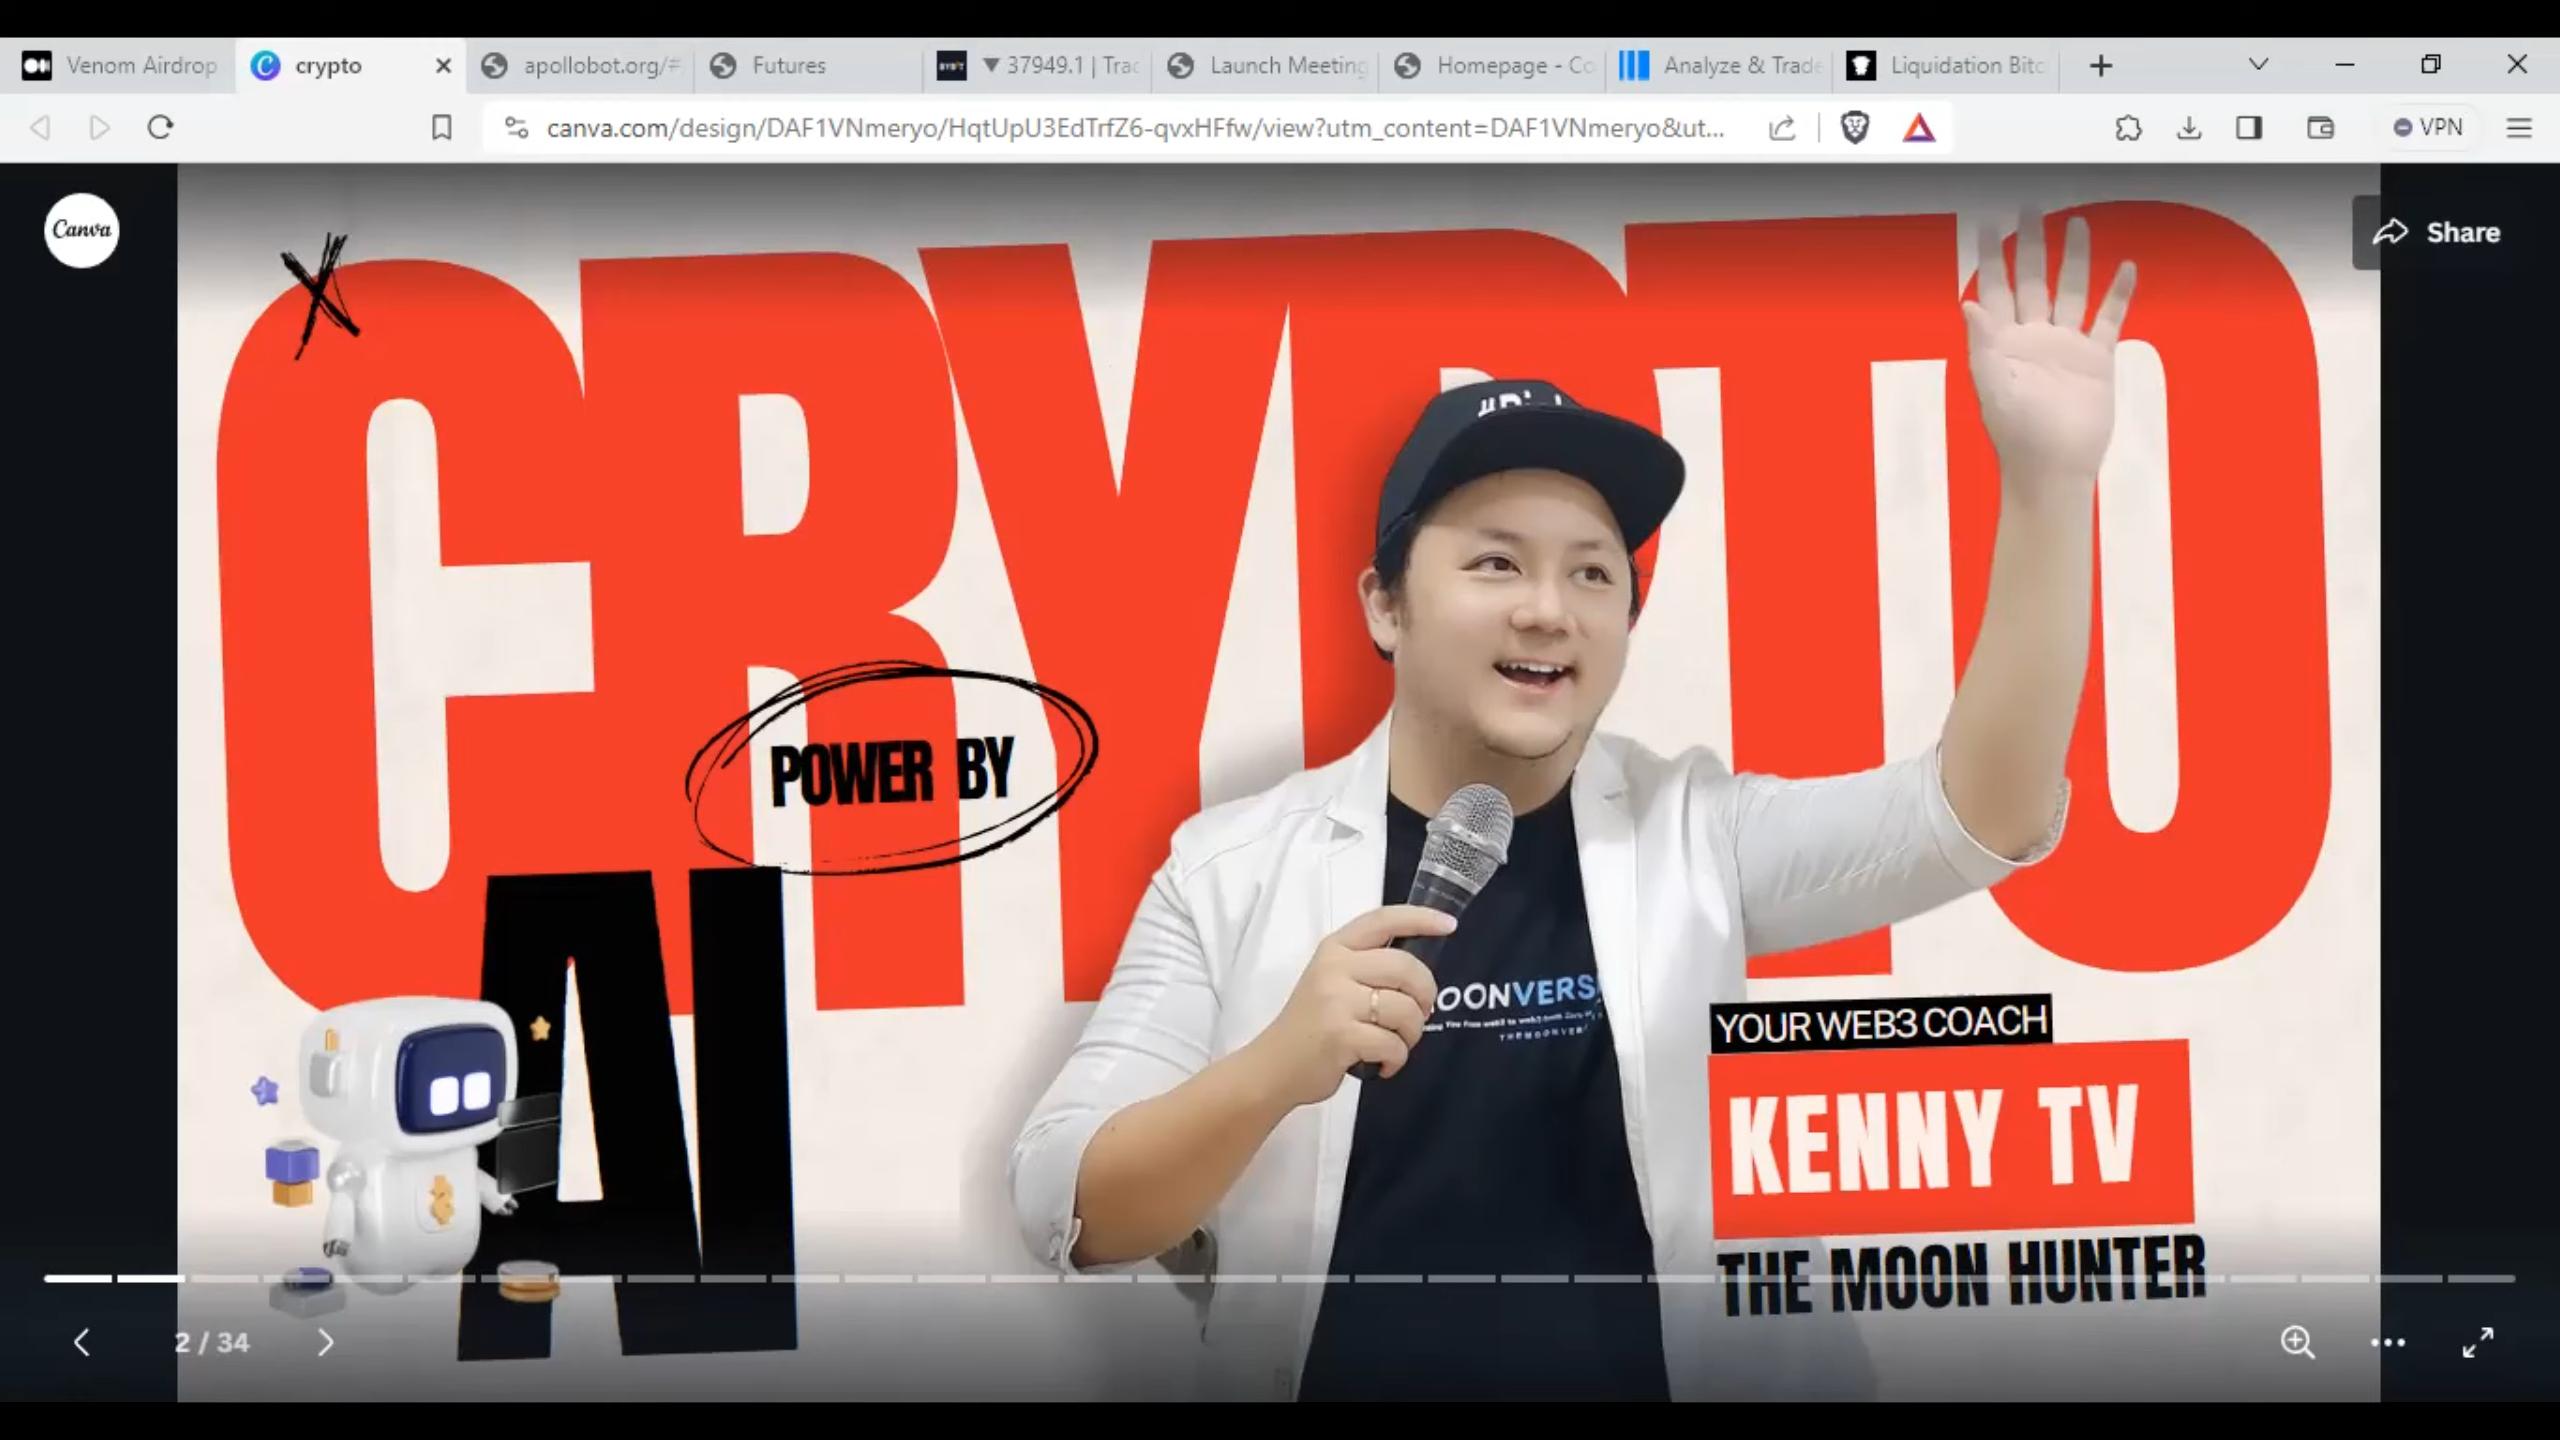 Venom Airdrop
crypto
apollobot.org/#
Futures
▼ 37949.1 | Trac
Launch Meeting
Homepage - Co
Analyze & Trade
Liquidation Bitc
canva.com/design/DAF1VNmeryo/HqtUpU3EdTrfZ6-qvxHFfw/view?utm_content=DAF1VNmeryo&ut...
VPN
Canva
Share
CRYPTO
POWER BY
AI
OONVERS
YOUR WEB3 COACH
KENNY TV
THE MOON HUNTER
2 / 34